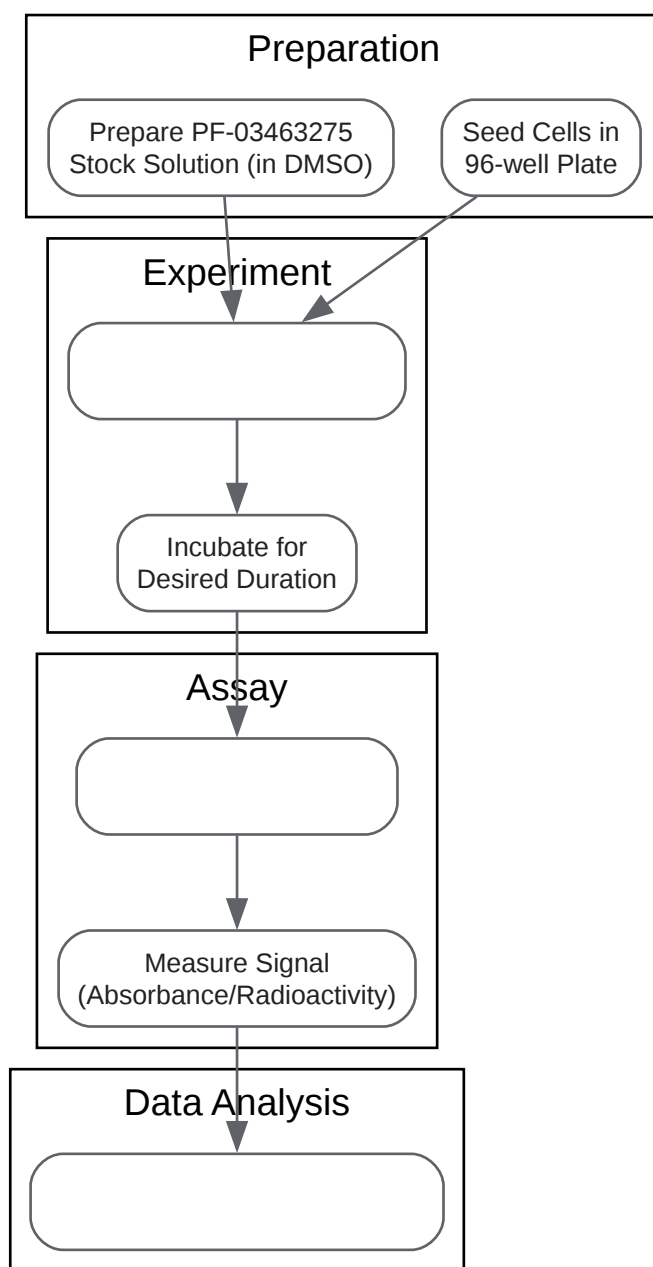 Preparation
Prepare PF-03463275
Stock Solution (in DMSO)
Seed Cells in
96-well Plate
Experiment
Incubate for
Desired Duration
Assay
Measure Signal
(Absorbance/Radioactivity)
Data Analysis